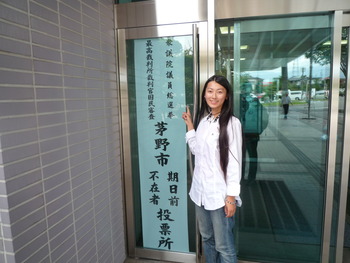 衆議院議員総選挙
最高裁判所裁判官国民審査
茅野市
期日前
不在者
投票所